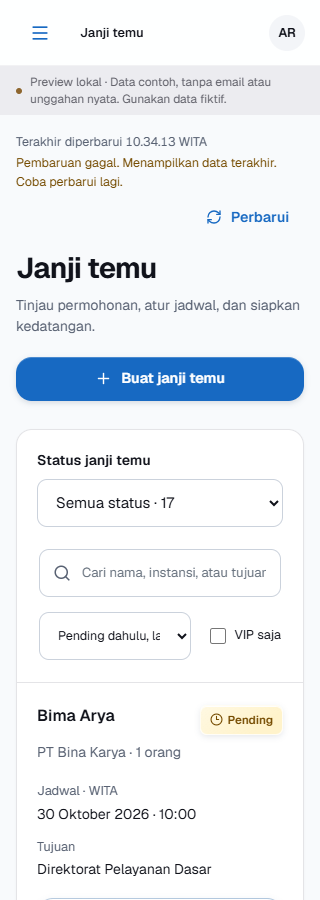 Janji temu
AR
Preview lokal · Data contoh, tanpa email atau
unggahan nyata. Gunakan data fiktif.
Terakhir diperbarui 10.34.13 WITA
Pembaruan gagal. Menampilkan data terakhir.
Coba perbarui lagi.
Perbarui
Janji temu
Tinjau permohonan, atur jadwal, dan siapkan
kedatangan.
Buat janji temu
Status janji temu
Semua status · 17
Cari nama, instansi, atau tujuar
Pending dahulu, la
VIP saja
Bima Arya
Pending
PT Bina Karya · 1 orang
Jadwal · WITA
30 Oktober 2026 · 10:00
Tujuan
Direktorat Pelayanan Dasar